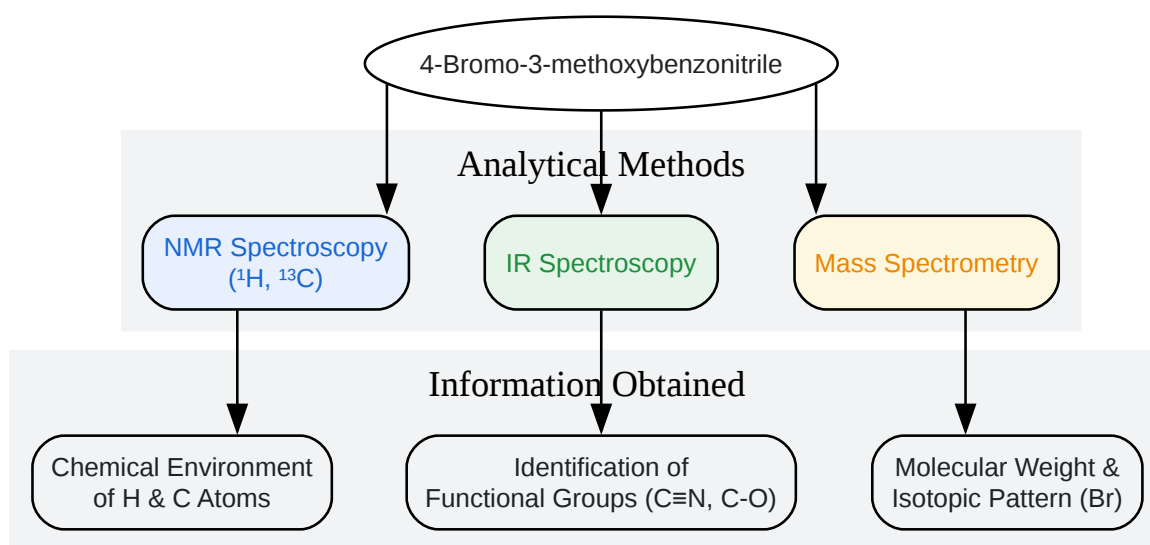 4-Bromo-3-methoxybenzonitrile
Analytical Methods
NMR Spectroscopy
(¹H, ¹³C)
IR Spectroscopy
Mass Spectrometry
Information Obtained
Chemical Environment
of H & C Atoms
Identification of
Functional Groups (C≡N, C-O)
Molecular Weight &
Isotopic Pattern (Br)